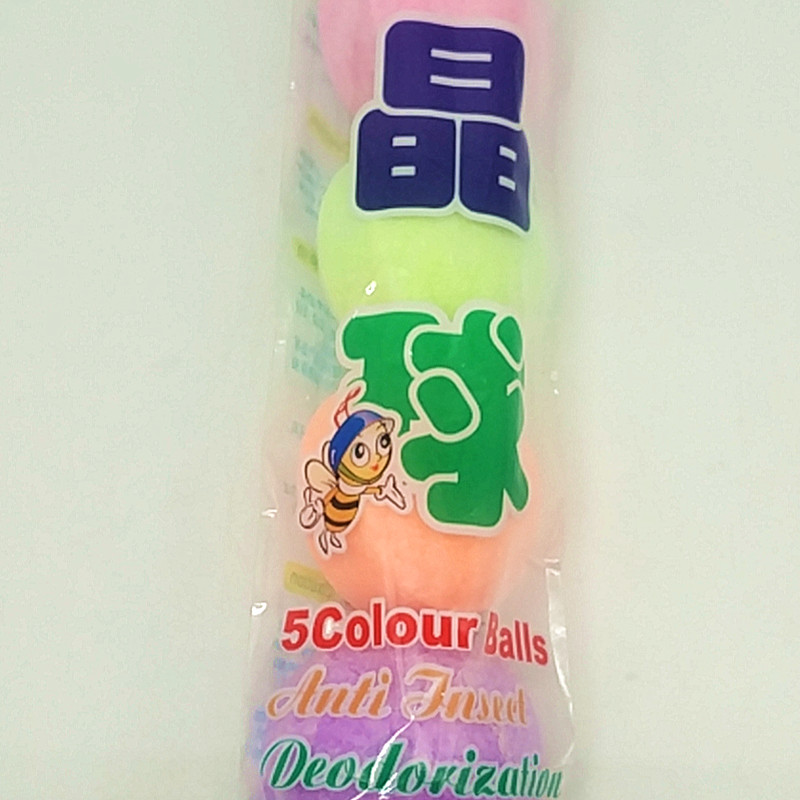 晶
球
5Colour Balls
Anti Insect
Deodorization